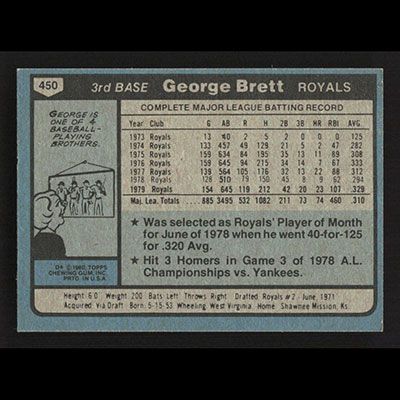 450 3rd BASE George Brett ROYALS
COMPLETE MAJOR LEAGUE BATTING RECORD
Year Club G AB R H 2B 3B HR RBI AVG.
1973 Royals 13 40 2 5 2 0 0 0 .125
1974 Royals 133 457 49 129 21 5 2 47 .282
1975 Royals 159 634 84 195 35 13 11 89 .308
1976 Royals 159 645 94 215 34 14 7 67 .333
1977 Royals 139 564 105 176 32 13 22 88 .312
1978 Royals 128 510 79 150 45 8 9 62 .294
1979 Royals 154 645 119 212 42 20 23 107 .329
Maj. Lea. Totals 885 3495 532 1082 211 73 74 460 .310
GEORGE IS
ONE OF 4
BASEBALL-
PLAYING
BROTHERS.
★ Was selected as Royals' Player of Month
for June of 1978 when he went 40-for-125
for .320 Avg.
★ Hit 3 Homers in Game 3 of 1978 A.L.
Championships vs. Yankees.
© 1980 TOPPS
CHEWING GUM, INC.
PRTD. IN U.S.A.
Height: 6'0 Weight: 200 Bats: Left Throws: Right Drafted: Royals #2 - June, 1971
Acquired: Via Draft Born: 5-15-53 Wheeling, West Virginia Home: Shawnee Mission, Ks.